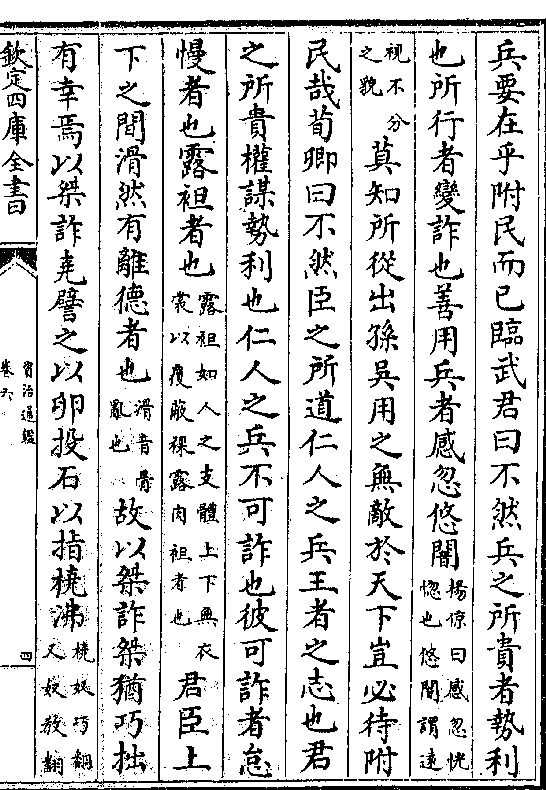 兵要在乎附民而已臨武君曰不然兵之所貴者勢利
也所行者變詐也善用兵者感忽悠闇
楊倞曰感忽恍
惚也悠闇謂遠
視不分
之貌
莫知所從出孫吳用之無敵於天下豈必待附
民哉荀卿曰不然臣之所道仁人之兵王者之志也君
之所貴權謀勢利也仁人之兵不可詐也彼可詐者怠
慢者也露袒者也
露袒如人之支體上下無衣
裳以覆蔽裸露肉袒者也
君臣上
下之間滑然有離德者也
滑音骨
亂也
故以桀詐桀猶巧拙
有幸焉以桀詐堯譬之以卵投石以指橈沸
橈奴巧翻
又奴教翻
欽定四庫全書
資治通鑑
卷六
四